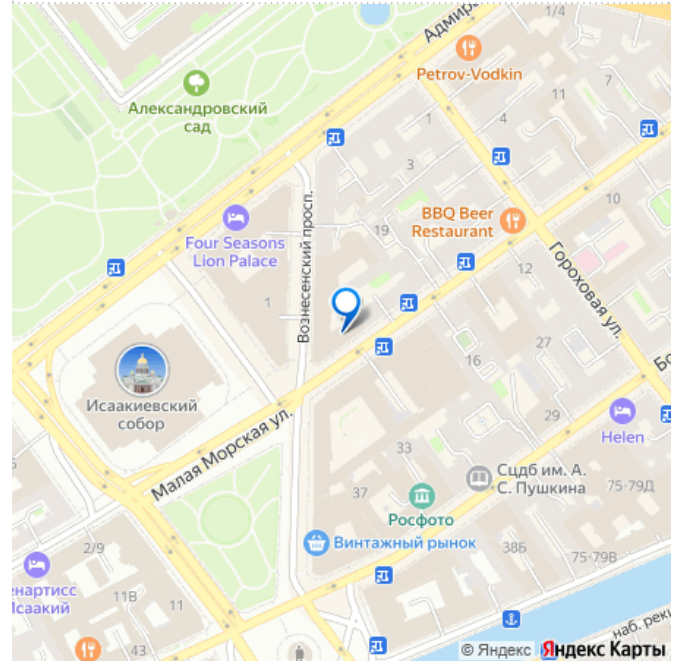 Адмира
Petrov-Vodkin
Александровский
сад
7
11
4
1
3
10
BBQ Beer
Restaurant
19
Four Seasons
Lion Palace
Вознесенский просп.
12
Гороховая ул.
1
27
16
Бо
Исаакиевский
собор
Малая Морская ул.
29
Helen
33
Сцдб им. А.
С. Пушкина
75-79Д
37
Росфото
Винтажный рынок
38Б
75-79В
2/9
енартисс
Исаакий
11В
11
43
наб. реки
© Яндекс Яндекс Карты